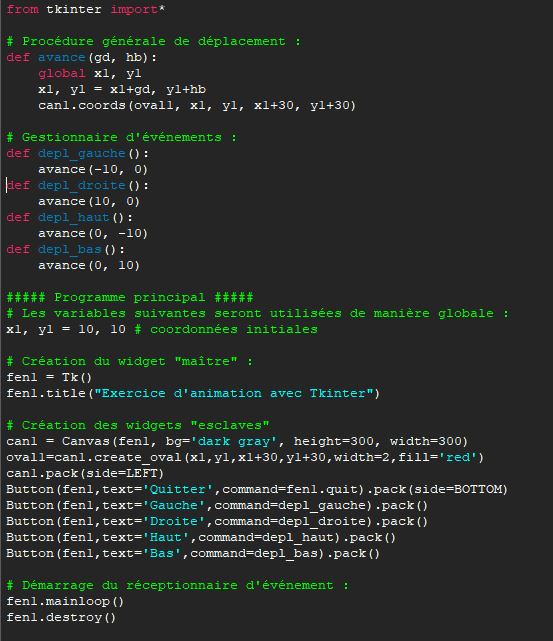 from tkinter import*
# Procédure générale de déplacement :
def avance(gd, hb):
global x1, y1
x1, y1 = x1+gd, y1+hb
can1.coords(oval1, x1, y1, x1+30, y1+30)
# Gestionnaire d'événements :
def depl_gauche():
avance(-10, 0)
def depl_droite():
avance(10, 0)
def depl_haut():
avance(0, -10)
def depl_bas():
avance(0, 10)
##### Programme principal #####
# Les variables suivantes seront utilisées de manière globale :
x1, y1 = 10, 10 # coordonnées initiales
# Création du widget "maître" :
fen1 = Tk()
fen1.title("Exercice d'animation avec Tkinter")
# Création des widgets "esclaves"
can1 = Canvas(fen1, bg='dark gray', height=300, width=300)
oval1=can1.create_oval(x1,y1,x1+30,y1+30,width=2,fill='red')
can1.pack(side=LEFT)
Button(fen1,text='Quitter',command=fen1.quit).pack(side=BOTTOM)
Button(fen1,text='Gauche',command=depl_gauche).pack()
Button(fen1,text='Droite',command=depl_droite).pack()
Button(fen1,text='Haut',command=depl_haut).pack()
Button(fen1,text='Bas',command=depl_bas).pack()
# Démarrage du réceptionnaire d'événement :
fen1.mainloop()
fen1.destroy()